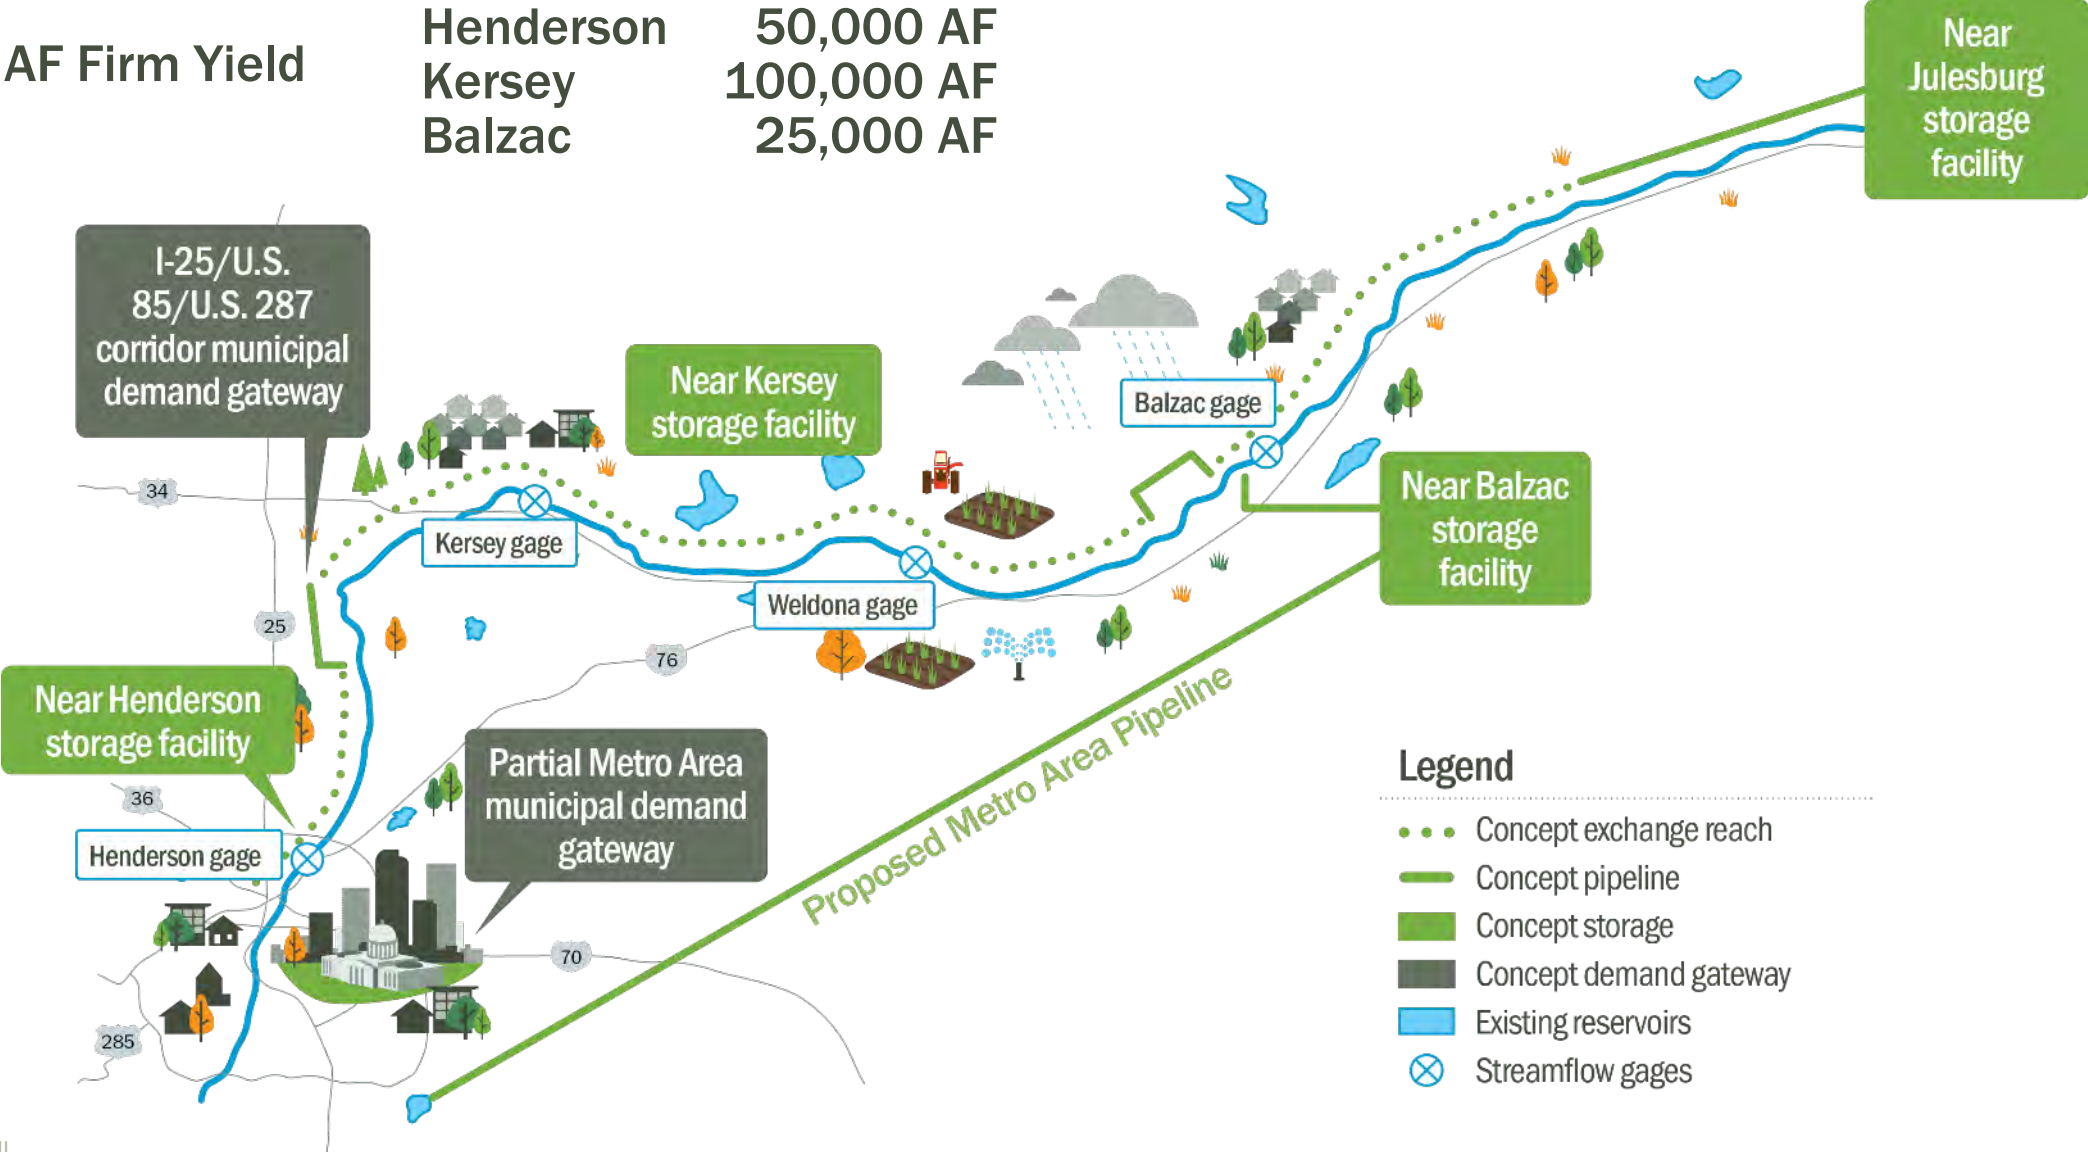 AF Firm Yield
Henderson 50,000 AF
Kersey 100,000 AF
Balzac 25,000 AF
Near
Julesburg
storage
facility
I-25/U.S.
85/U.S. 287
corridor municipal
demand gateway
Near Kersey
storage facility
Balzac gage
34
Kersey gage
Near Balzac
storage
facility
Weldona gage
25
76
Near Henderson
storage facility
Partial Metro Area
municipal demand
gateway
Proposed Metro Area Pipeline
36
Henderson gage
70
285
Legend
Concept exchange reach
Concept pipeline
Concept storage
Concept demand gateway
Existing reservoirs
Streamflow gages